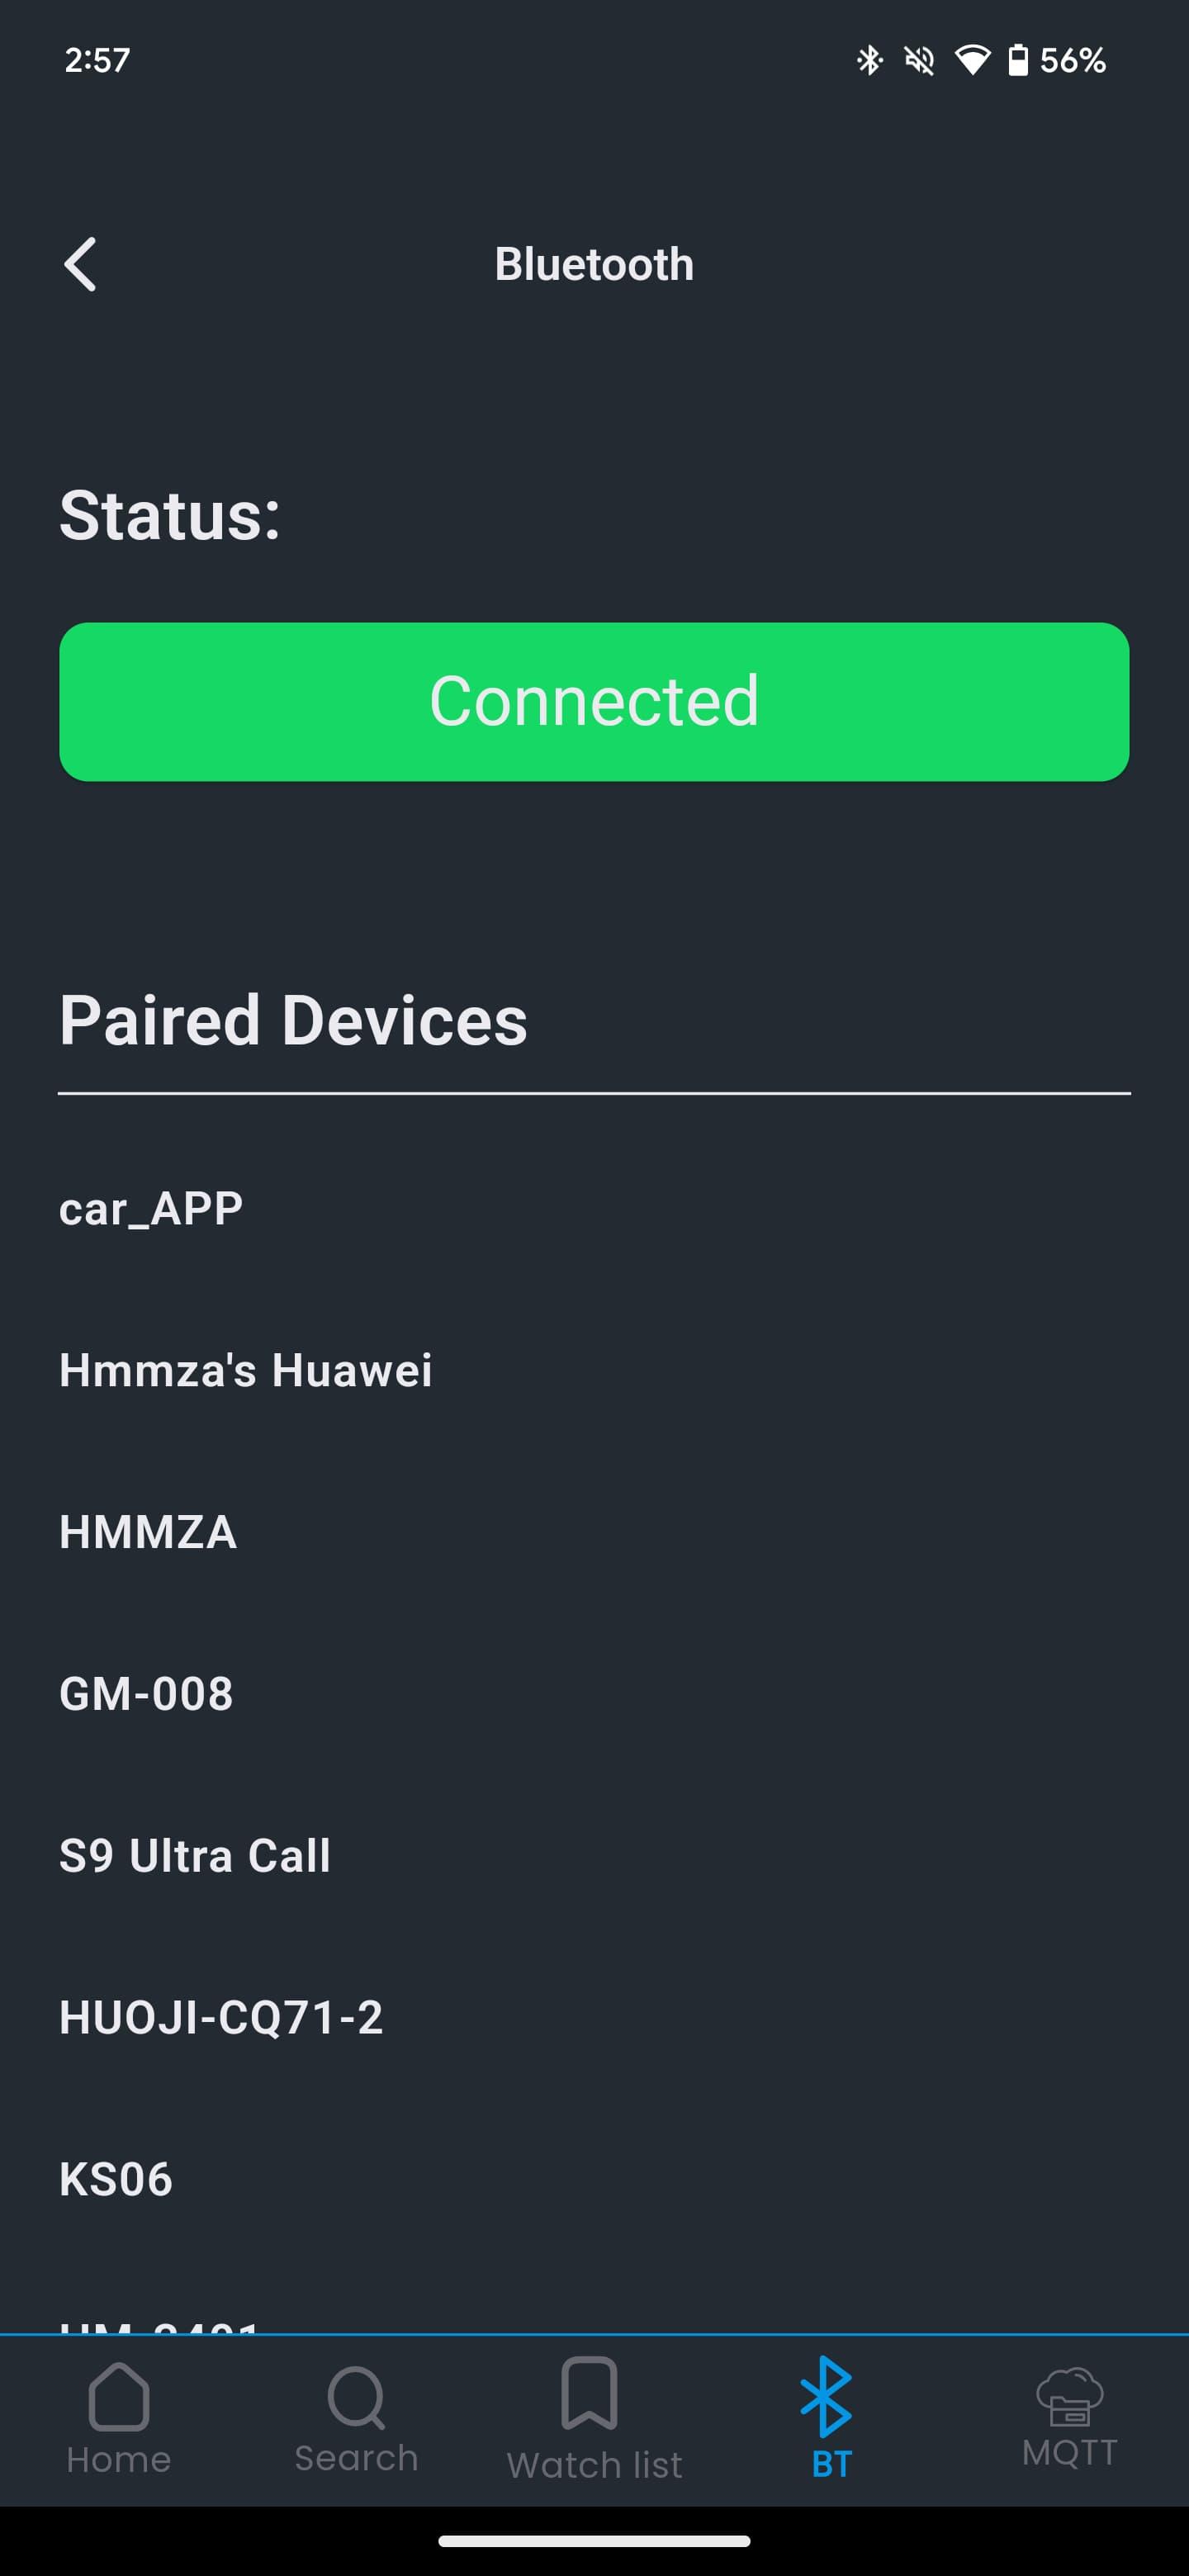 2:57
56%
Bluetooth
Status:
Connected
Paired Devices
car_APP
Hmmza's Huawei
HMMZA
GM-008
S9 Ultra Call
HUOJI-CQ71-2
KS06
Home
Search
Watch list
BT
MQTT